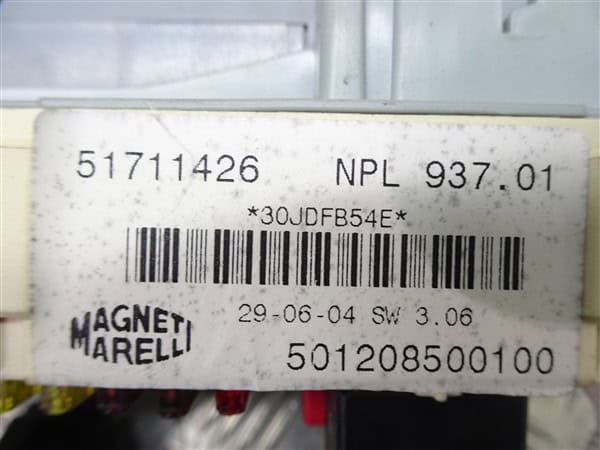 51711426 NPL 937.01
*30JDFB54E*
29-06-04 SW 3.06
MAGNETI
MARELLI
501208500100